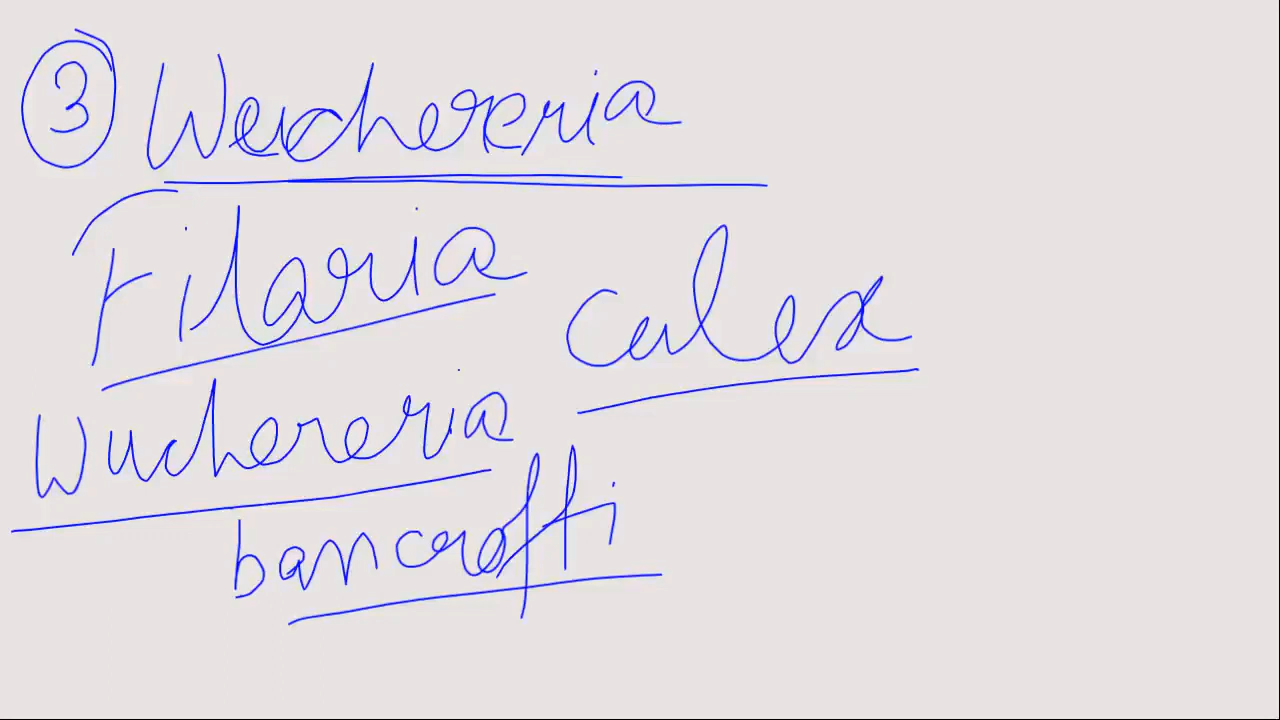 3 Wuchereria
Filaria
culex
Wuchereria
bancrofti